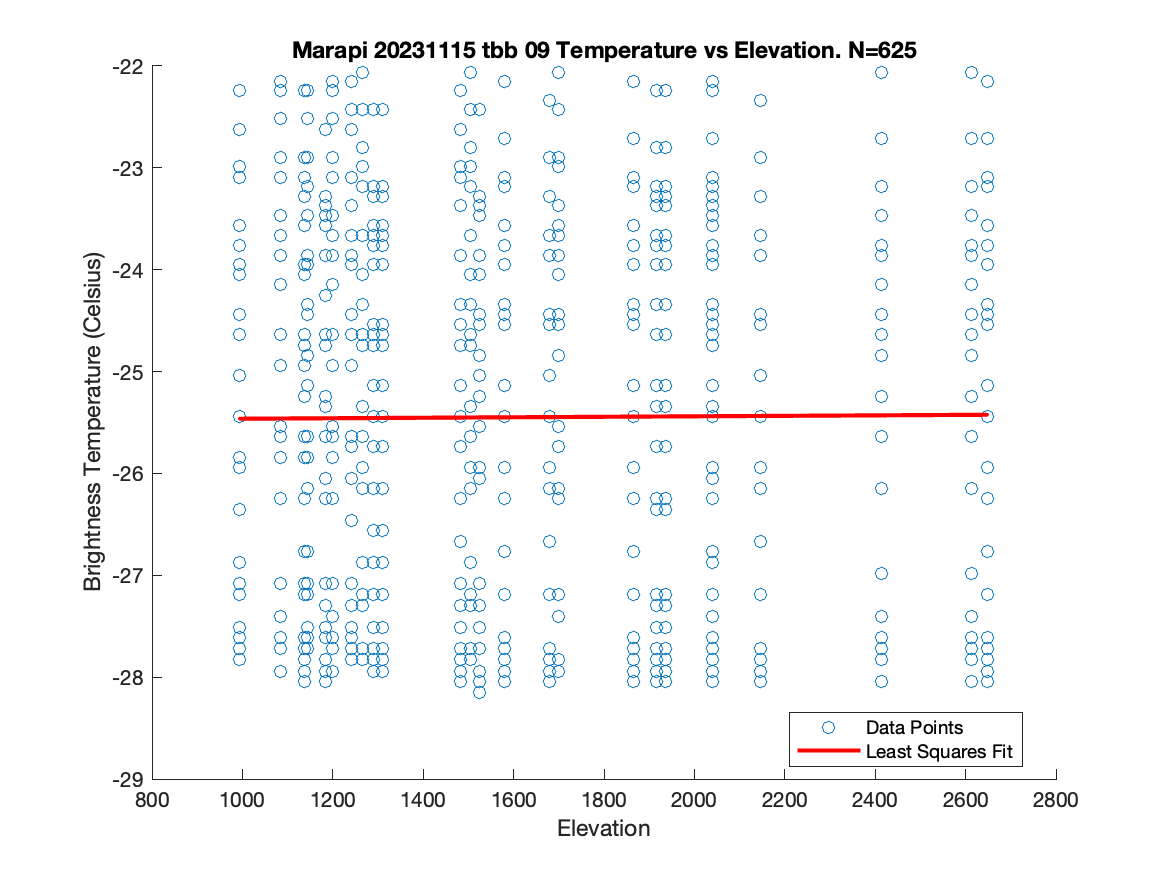 Marapi 20231115 tbb 09 Temperature vs Elevation. N=625
-22
-23
-24
-25
-26
-27
-28
-29
Brightness Temperature (Celsius)
Data Points
Least Squares Fit
800 1000 1200 1400 1600 1800 2000 2200 2400 2600 2800
Elevation